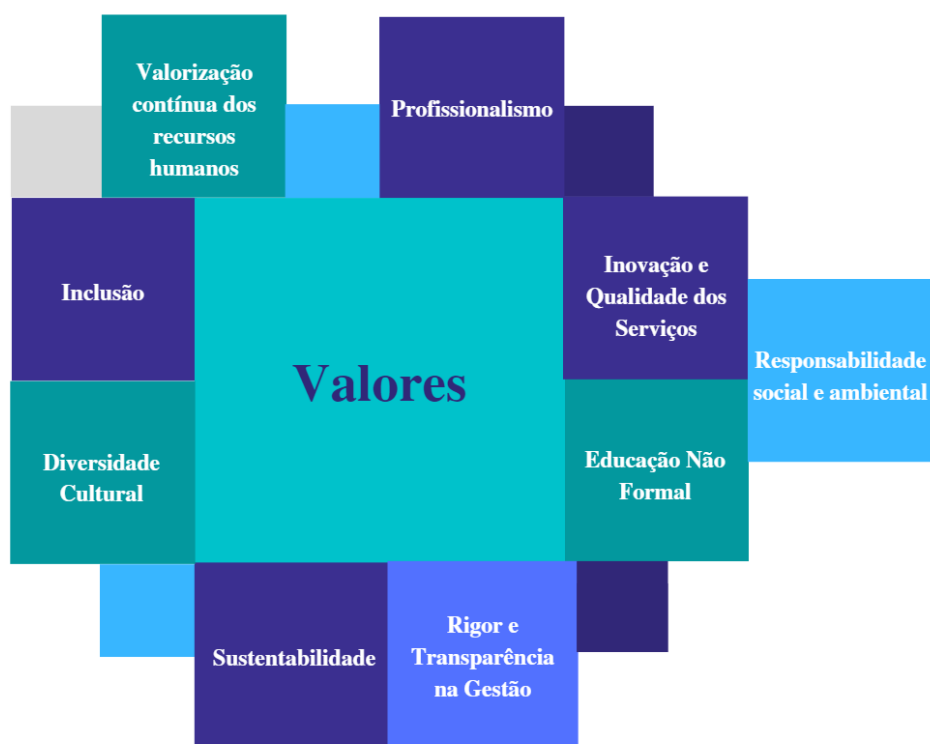 Valorização
contínua dos
recursos
humanos
Profissionalismo
Inclusão
Valores
Inovação e
Qualidade dos
Serviços
Responsabilidade
social e ambiental
Diversidade
Cultural
Educação Não
Formal
Sustentabilidade
Rigor e
Transparência
na Gestão